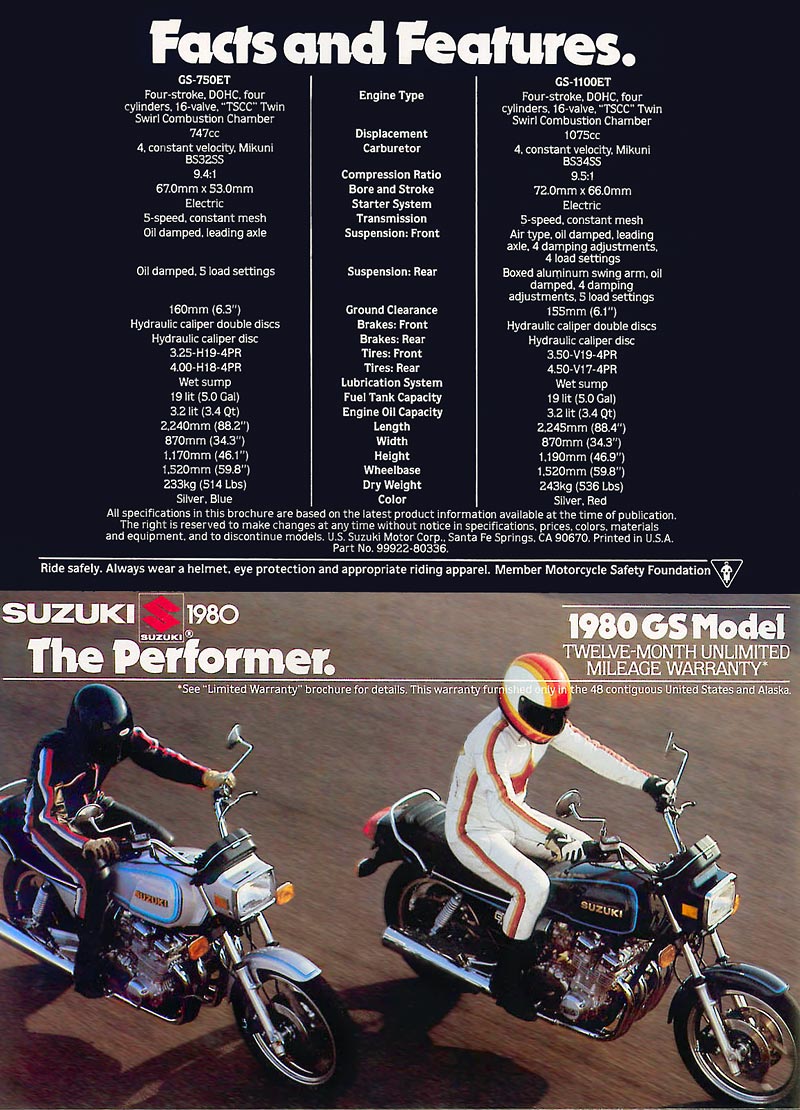 Facts and Features.
GS-750ET GS-1100ET
Four-stroke, DOHC, four Engine Type Four-stroke, DOHC, four
cylinders, 16-valve, "TSCC" Twin cylinders, 16-valve, "TSCC" Twin
Swirl Combustion Chamber Swirl Combustion Chamber
747cc Displacement 1075cc
4, constant velocity, Mikuni Carburetor 4, constant velocity, Mikuni
BS32SS BS34SS
9.4:1 Compression Ratio 9.5:1
67.0mm x 53.0mm Bore and Stroke 72.0mm x 66.0mm
Electric Starter System Electric
5-speed, constant mesh Transmission 5-speed, constant mesh
Oil damped, leading axle Suspension: Front Air type, oil damped, leading
axle, 4 damping adjustments,
4 load settings
Oil damped, 5 load settings Suspension: Rear Boxed aluminum swing arm, oil
damped, 4 damping
adjustments, 5 load settings
160mm (6.3") Ground Clearance 155mm (6.1")
Hydraulic caliper double discs Brakes: Front Hydraulic caliper double discs
Hydraulic caliper disc Brakes: Rear Hydraulic caliper disc
3.25-H19-4PR Tires: Front 3.50-V19-4PR
4.00-H18-4PR Tires: Rear 4.50-V17-4PR
Wet sump Lubrication System Wet sump
19 lit (5.0 Gal) Fuel Tank Capacity 19 lit (5.0 Gal)
3.2 lit (3.4 Qt) Engine Oil Capacity 3.2 lit (3.4 Qt)
2,240mm (88.2") Length 2,245mm (88.4")
870mm (34.3") Width 870mm (34.3")
1,170mm (46.1") Height 1,190mm (46.9")
1,520mm (59.8") Wheelbase 1,520mm (59.8")
233kg (514 Lbs) Dry Weight 243kg (536 Lbs)
Silver, Blue Color Silver, Red
All specifications in this brochure are based on the latest product information available at the time of publication.
The right is reserved to make changes at any time without notice in specifications, prices, colors, materials
and equipment, and to discontinue models. U.S. Suzuki Motor Corp., Santa Fe Springs, CA 90670. Printed in U.S.A.
Part No. 99922-80336.
Ride safely. Always wear a helmet, eye protection and appropriate riding apparel. Member Motorcycle Safety Foundation
SUZUKI SUZUKI® 1980
The Performer.
1980 GS Model
TWELVE-MONTH UNLIMITED
MILEAGE WARRANTY*
*See "Limited Warranty" brochure for details. This warranty furnished only in the 48 contiguous United States and Alaska.
SUZUKI
SUZUKI